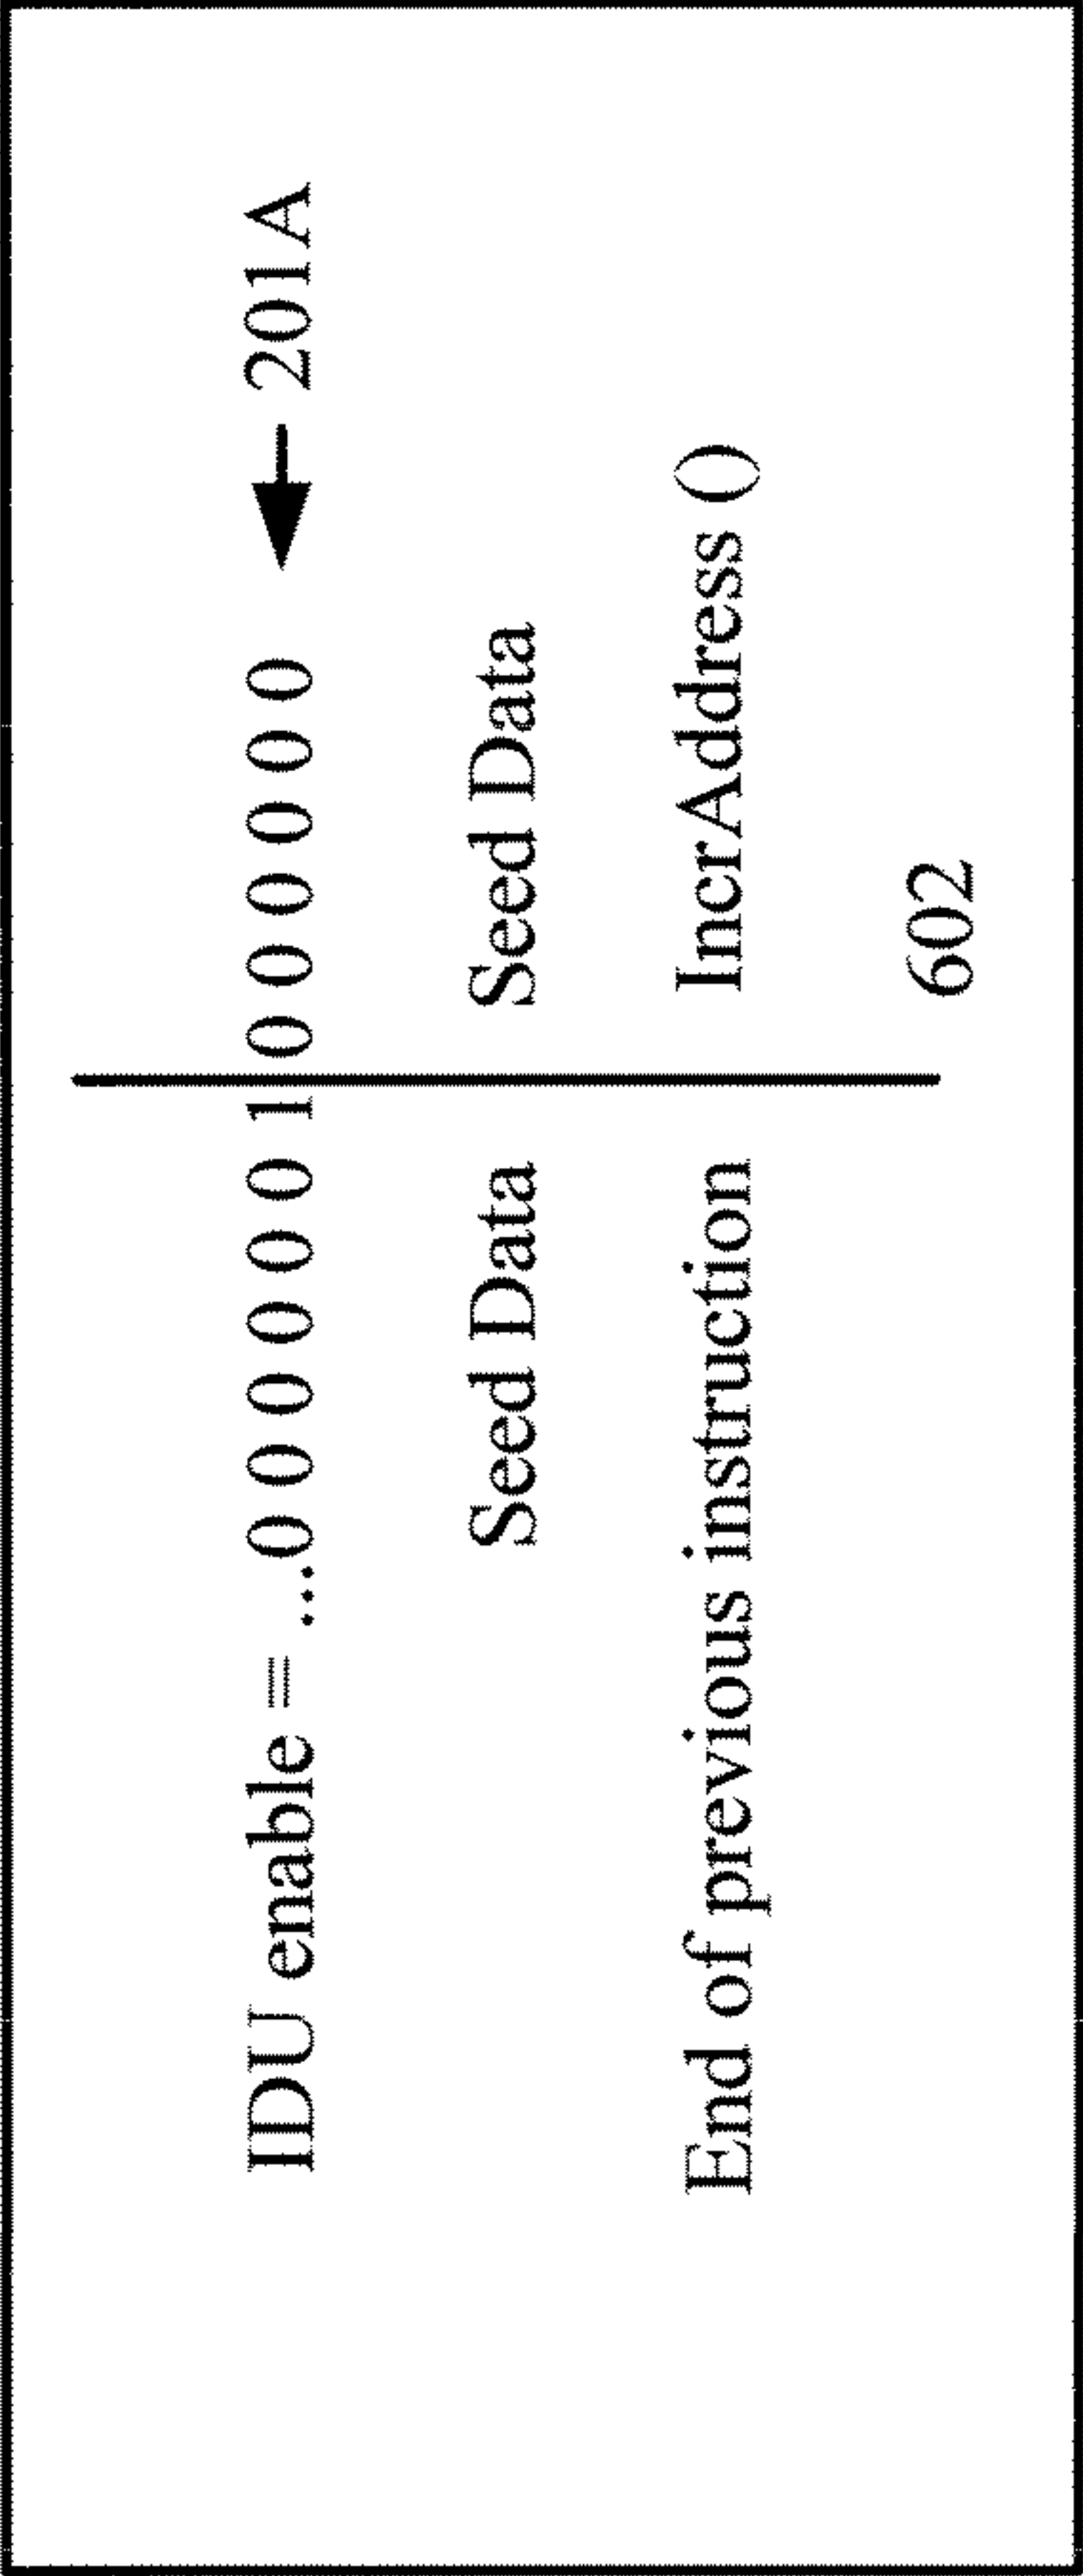 IDU enable = ...0 0 0 0 0 0 1 0 0 0 0 0 0 ← 201A
Seed Data Seed Data
End of previous instruction IncrAddress ()
602